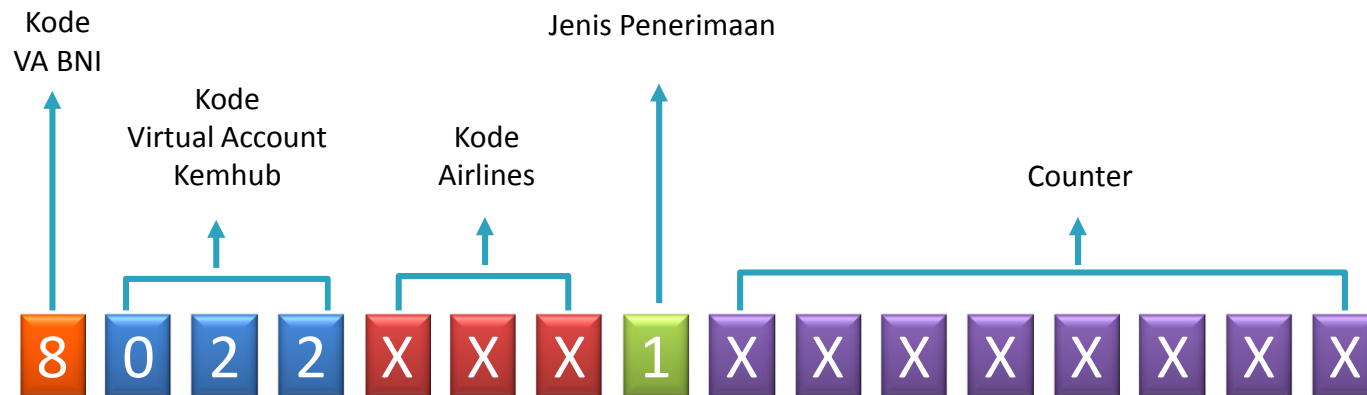 Kode
VA BNI
Jenis Penerimaan
Kode
Virtual Account
Kemhub
Kode
Airlines
Counter
8 0 2 2 X X X 1 X X X X X X X X